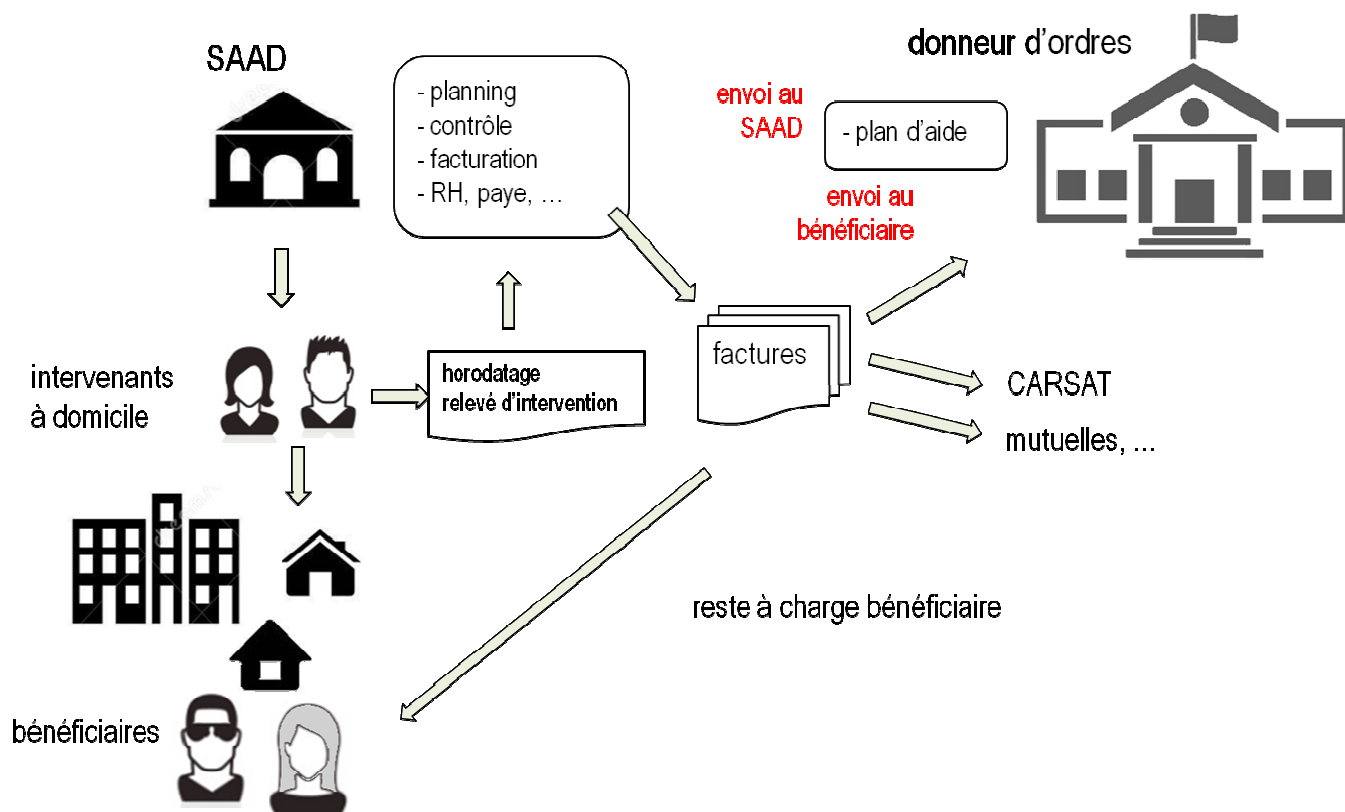 SAAD
- planning
- contrôle
- facturation
- RH, paye, …
donneur d’ordres
envoi au
SAAD
- plan d’aide
envoi au
bénéficiaire
intervenants
à domicile
horodatage
relevé d’intervention
factures
CARSAT
mutuelles, ...
reste à charge bénéficiaire
bénéficiaires